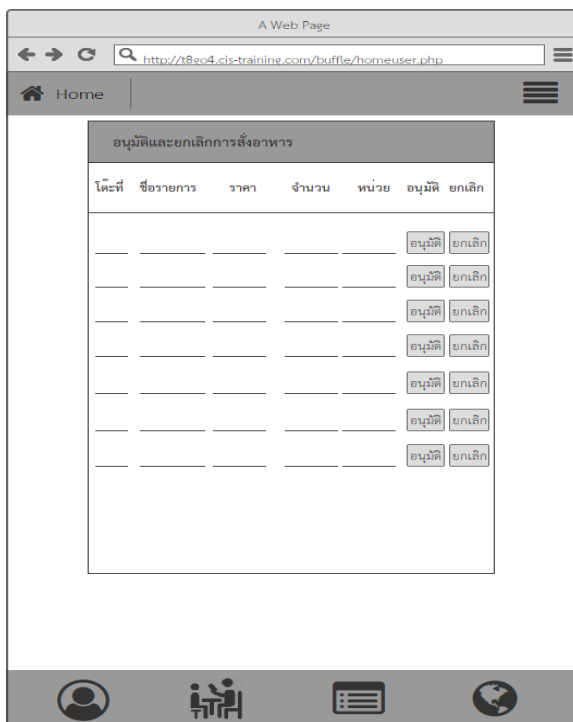 A Web Page
http://t8go4.cis-training.com/buffle/homeuser.php
Home
อนุมัติและยกเลิกการสั่งอาหาร
โต๊ะที่ ชื่อรายการ ราคา จำนวน หน่วย อนุมัติ ยกเลิก
อนุมัติ ยกเลิก
อนุมัติ ยกเลิก
อนุมัติ ยกเลิก
อนุมัติ ยกเลิก
อนุมัติ ยกเลิก
อนุมัติ ยกเลิก
อนุมัติ ยกเลิก